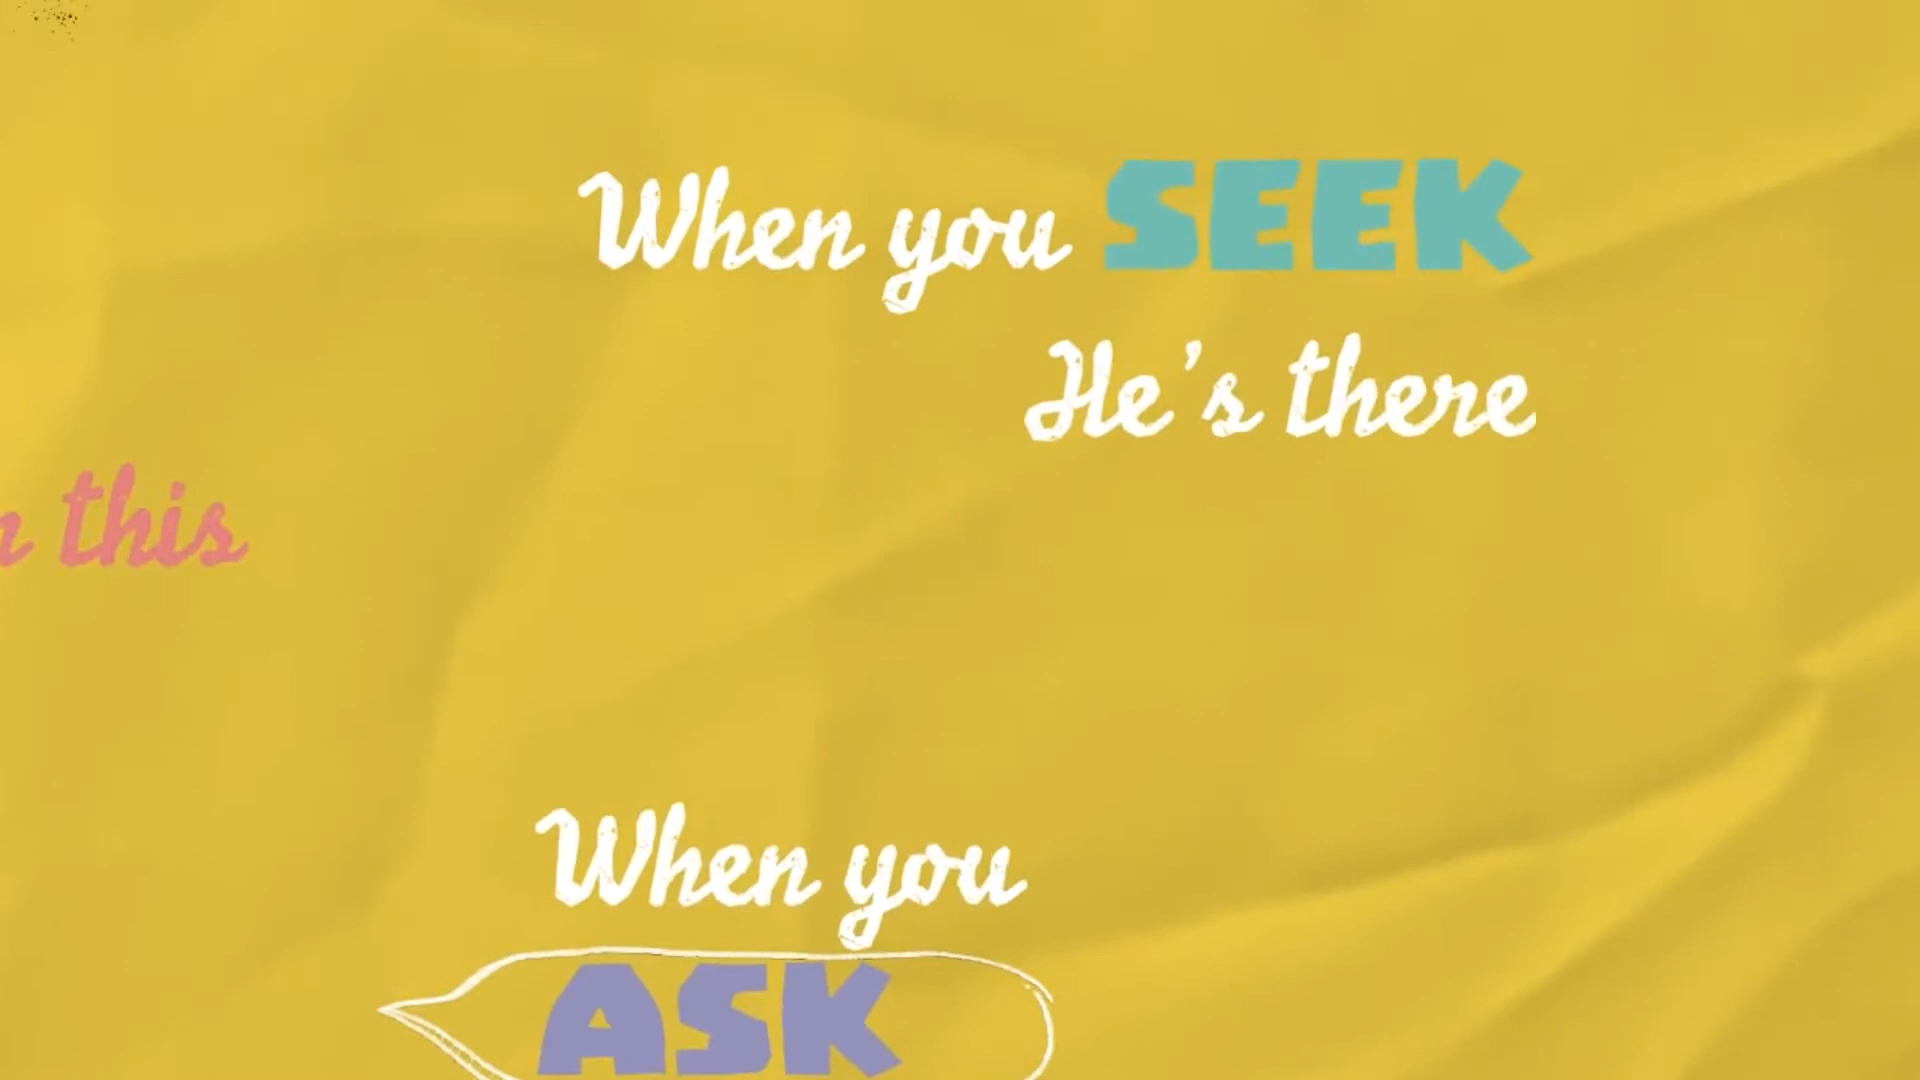 When you SEEK
He's there
this
When you
ASK